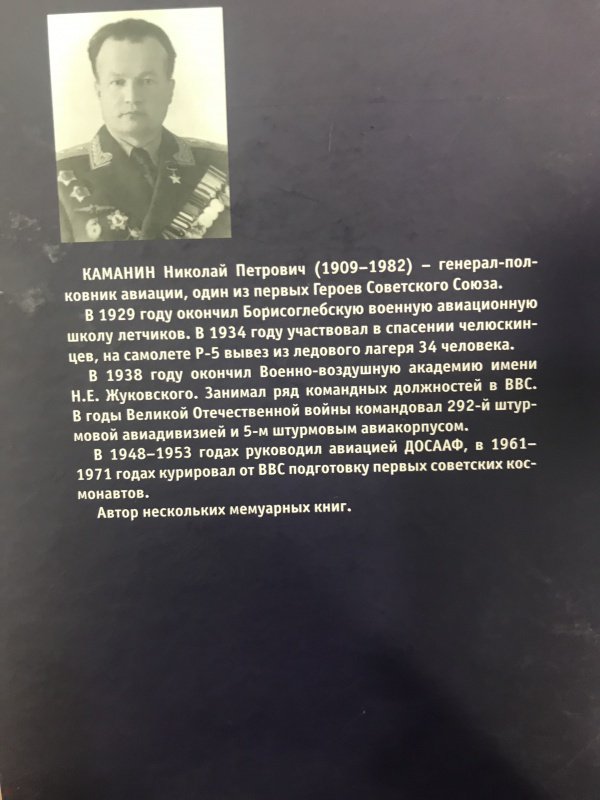 КАМАНИН Николай Петрович (1909–1982) – генерал-пол-
ковник авиации, один из первых Героев Советского Союза.
В 1929 году окончил Борисоглебскую военную авиационную
школу летчиков. В 1934 году участвовал в спасении челюскин-
цев, на самолете Р-5 вывез из ледового лагеря 34 человека.
В 1938 году окончил Военно-воздушную академию имени
Н.Е. Жуковского. Занимал ряд командных должностей в ВВС.
В годы Великой Отечественной войны командовал 292-й штур-
мовой авиадивизией и 5-м штурмовым авиакорпусом.
В 1948–1953 годах руководил авиацией ДОСААФ, в 1961–
1971 годах курировал от ВВС подготовку первых советских кос-
монавтов.
Автор нескольких мемуарных книг.